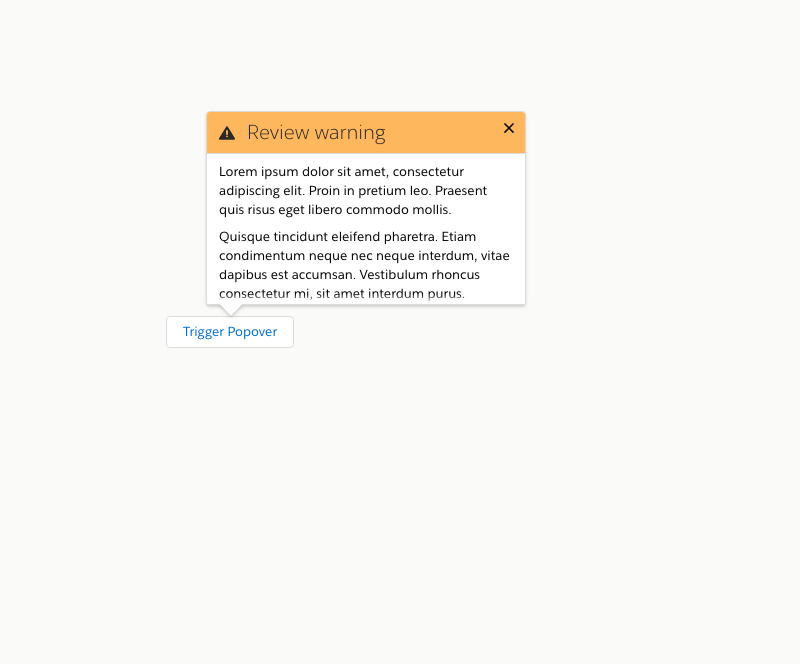 Review warning
Lorem ipsum dolor sit amet, consectetur
adipiscing elit. Proin in pretium leo. Praesent
quis risus eget libero commodo mollis.
Quisque tincidunt eleifend pharetra. Etiam
condimentum neque nec neque interdum, vitae
dapibus est accumsan. Vestibulum rhoncus
consectetur mi, sit amet interdum purus.
Trigger Popover